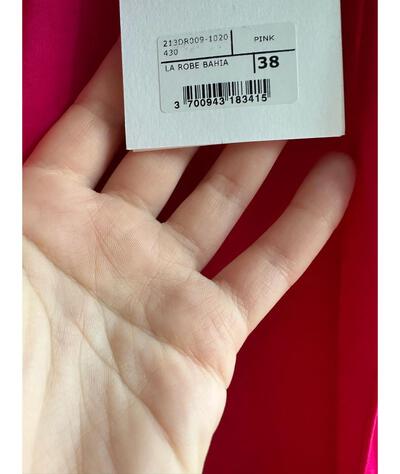 213DR009-1020 PINK
430
LA ROBE BAHIA 38
3 700943 183415